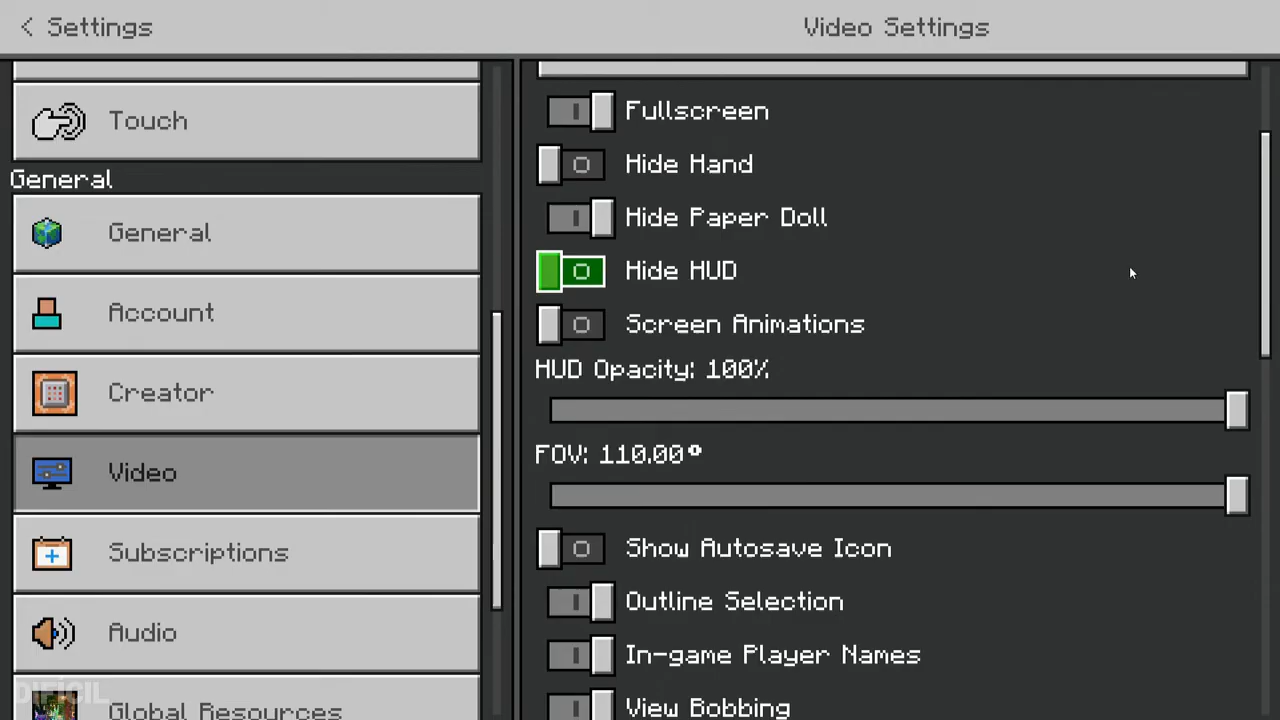 Settings
Video Settings
Touch
General
General
Account
Creator
Video
Subscriptions
Audio
Global Resources
DIFÍCIL
Fullscreen
Hide Hand
Hide Paper Doll
Hide HUD
Screen Animations
HUD Opacity: 100%
FOV: 110.00°
Show Autosave Icon
Outline Selection
In-game Player Names
View Bobbing